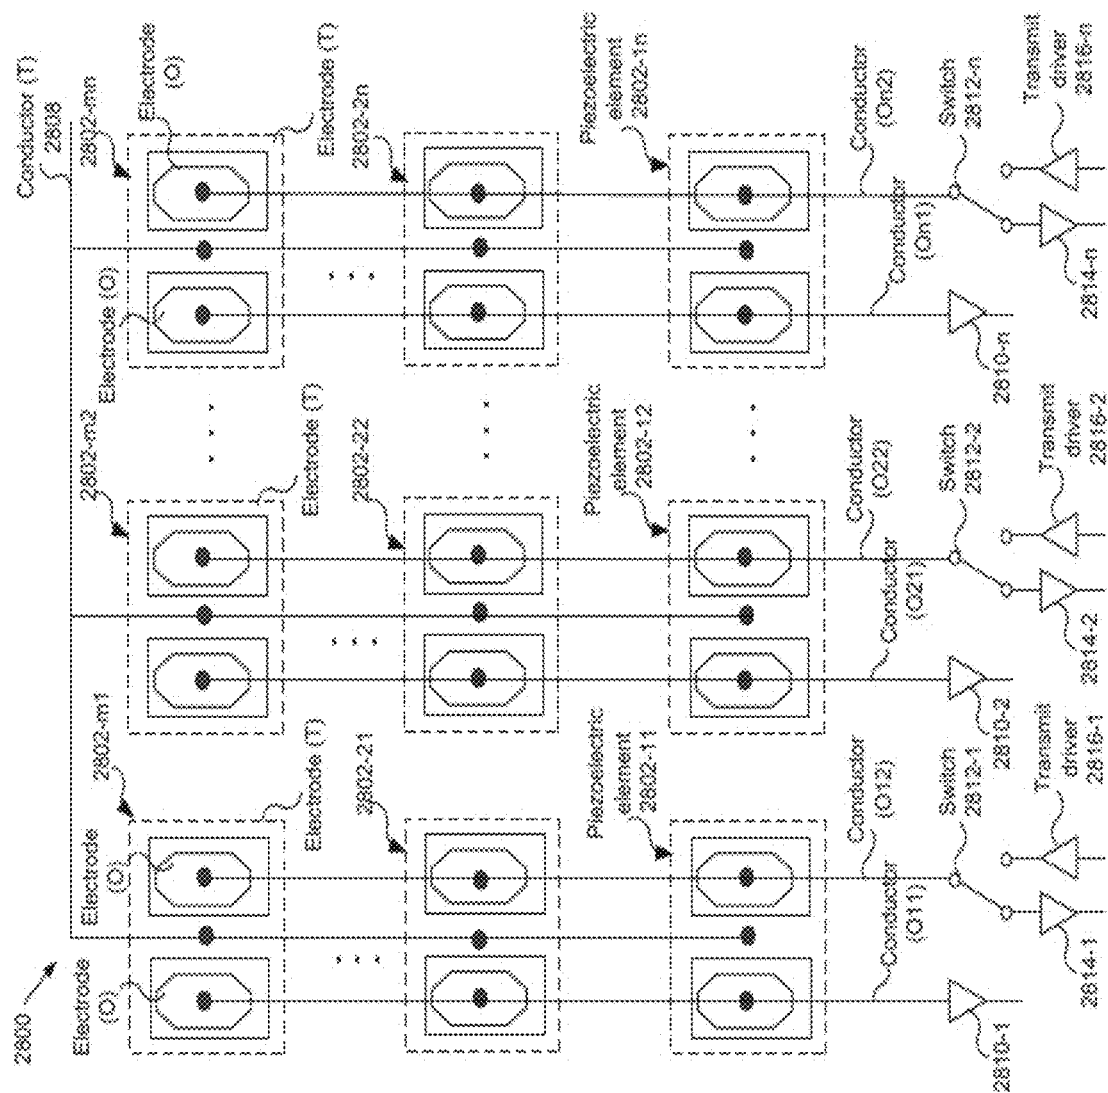 2800
Conductor (T)
2808
Electrode
(O)
Electrode
(O)
2802-m1
Electrode (T)
2802-21
Piezoelectric
element
2802-11
Conductor
(O12)
Conductor
(O11)
Switch
2812-1
Transmit
driver
2816-1
2814-1
2810-1
2802-m2
Electrode (T)
2802-22
Piezoelectric
element
2802-12
Conductor
(O22)
Conductor
(O21)
Switch
2812-2
Transmit
driver
2816-2
2814-2
2810-2
2802-mn
Electrode
(O)
Electrode (O)
Electrode (T)
2802-2n
Piezoelectric
element
2802-1n
Conductor
(On2)
Conductor
(On1)
Switch
2812-n
Transmit
driver
2816-n
2814-n
2810-n